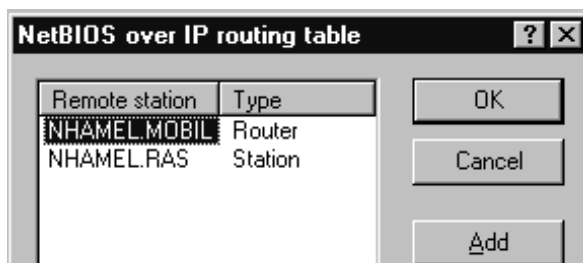 NetBIOS over IP routing table ? X
Remote station Type OK
NHAMEL.MOBIL Router
NHAMEL.RAS Station Cancel
Add